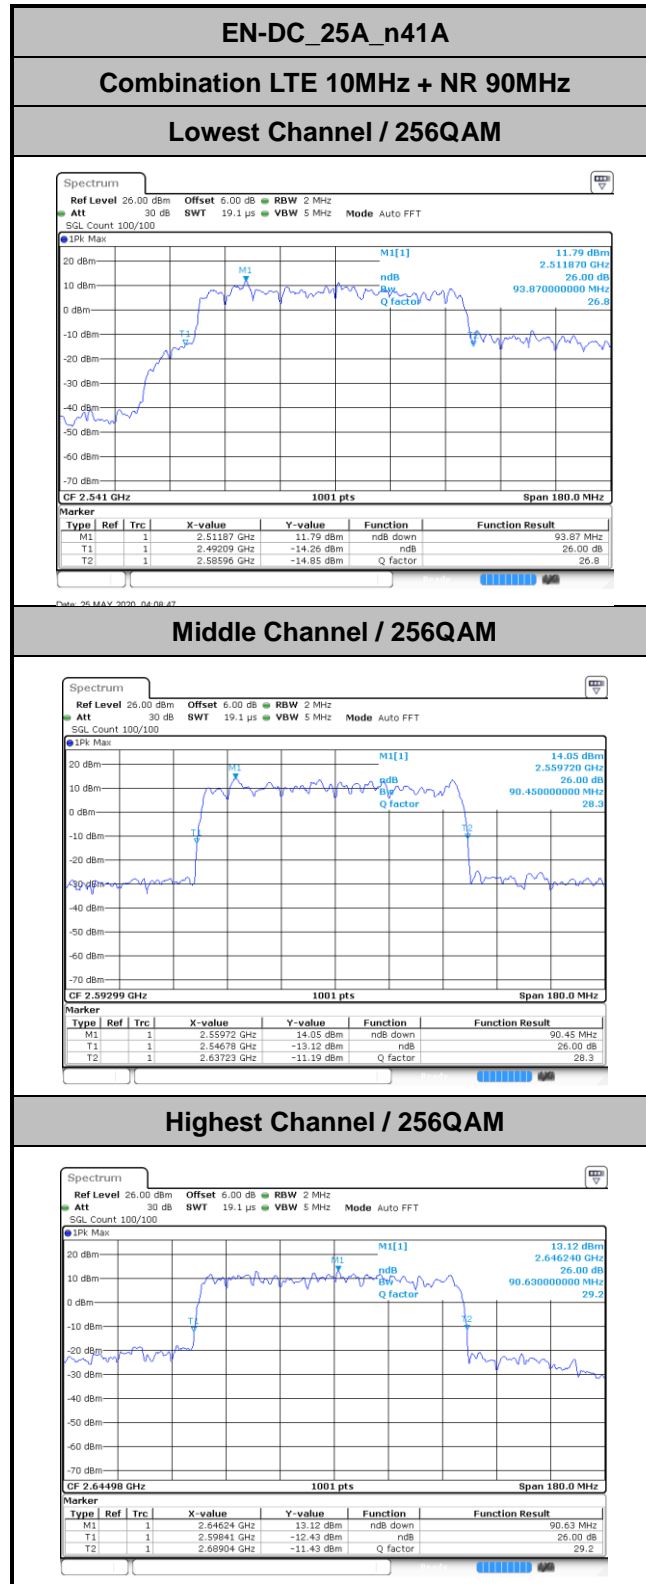 EN-DC_25A_n41A
Combination LTE 10MHz + NR 90MHz
Lowest Channel / 256QAM
Spectrum
Ref Level 26.00 dBm Offset 6.00 dB RBW 2 MHz
Att 30 dB SWT 19.1 µs VBW 5 MHz Mode Auto FFT
SGL Count 100/100
1Pk Max
M1[1] 11.79 dBm
2.511870 GHz
ndB 26.00 dB
Bw 93.870000000 MHz
Q factor 26.8
M1
T1
T2
20 dBm
10 dBm
0 dBm
-10 dBm
-20 dBm
-30 dBm
-40 dBm
-50 dBm
-60 dBm
-70 dBm
CF 2.541 GHz 1001 pts Span 180.0 MHz
Marker
Type Ref Trc X-value Y-value Function Function Result
M1 1 2.51187 GHz 11.79 dBm ndB down 93.87 MHz
T1 1 2.49209 GHz -14.26 dBm ndB 26.00 dB
T2 1 2.58596 GHz -14.85 dBm Q factor 26.8
Date: 25 MAY 2020 04:08:47
Middle Channel / 256QAM
Spectrum
Ref Level 26.00 dBm Offset 6.00 dB RBW 2 MHz
Att 30 dB SWT 19.1 µs VBW 5 MHz Mode Auto FFT
SGL Count 100/100
1Pk Max
M1[1] 14.05 dBm
2.559720 GHz
ndB 26.00 dB
Bw 90.450000000 MHz
Q factor 28.3
M1
T1
T2
20 dBm
10 dBm
0 dBm
-10 dBm
-20 dBm
-30 dBm
-40 dBm
-50 dBm
-60 dBm
-70 dBm
CF 2.59299 GHz 1001 pts Span 180.0 MHz
Marker
Type Ref Trc X-value Y-value Function Function Result
M1 1 2.55972 GHz 14.05 dBm ndB down 90.45 MHz
T1 1 2.54678 GHz -13.12 dBm ndB 26.00 dB
T2 1 2.63723 GHz -11.19 dBm Q factor 28.3
Highest Channel / 256QAM
Spectrum
Ref Level 26.00 dBm Offset 6.00 dB RBW 2 MHz
Att 30 dB SWT 19.1 µs VBW 5 MHz Mode Auto FFT
SGL Count 100/100
1Pk Max
M1[1] 13.12 dBm
2.646240 GHz
ndB 26.00 dB
Bw 90.630000000 MHz
Q factor 29.2
M1
T1
T2
20 dBm
10 dBm
0 dBm
-10 dBm
-20 dBm
-30 dBm
-40 dBm
-50 dBm
-60 dBm
-70 dBm
CF 2.64498 GHz 1001 pts Span 180.0 MHz
Marker
Type Ref Trc X-value Y-value Function Function Result
M1 1 2.64624 GHz 13.12 dBm ndB down 90.63 MHz
T1 1 2.59841 GHz -12.43 dBm ndB 26.00 dB
T2 1 2.68904 GHz -11.43 dBm Q factor 29.2